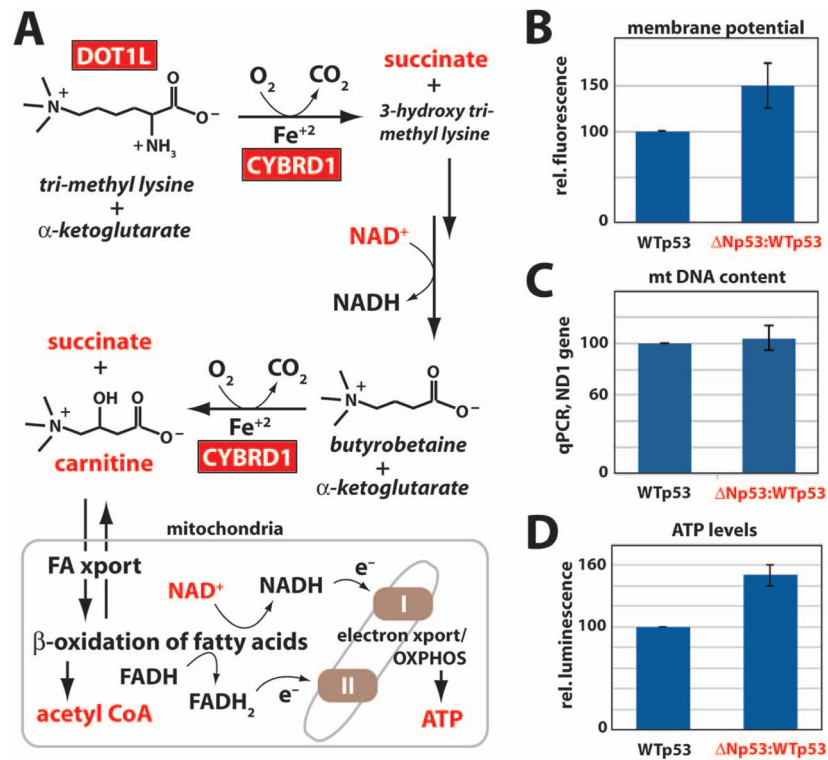 A
DOT1L
O
N
+
O⁻
+NH₃
tri-methyl lysine
+
α-ketoglutarate
O₂
CO₂
Fe⁺²
CYBRD1
succinate
+
3-hydroxy tri-
methyl lysine
NAD⁺
NADH
O
N
+
O⁻
butyrobetaine
+
α-ketoglutarate
O₂
CO₂
Fe⁺²
CYBRD1
succinate
+
OH
O
N
+
O⁻
carnitine
mitochondria
FA xport
NAD⁺
NADH
e⁻
I
β-oxidation of fatty acids
electron xport/
OXPHOS
FADH
FADH₂
e⁻
II
acetyl CoA
ATP
B
membrane potential
rel. fluorescence
150
100
0
WTp53
ΔNp53:WTp53
C
mt DNA content
qPCR, ND1 gene
100
60
0
WTp53
ΔNp53:WTp53
D
ATP levels
rel. luminescence
160
100
0
WTp53
ΔNp53:WTp53